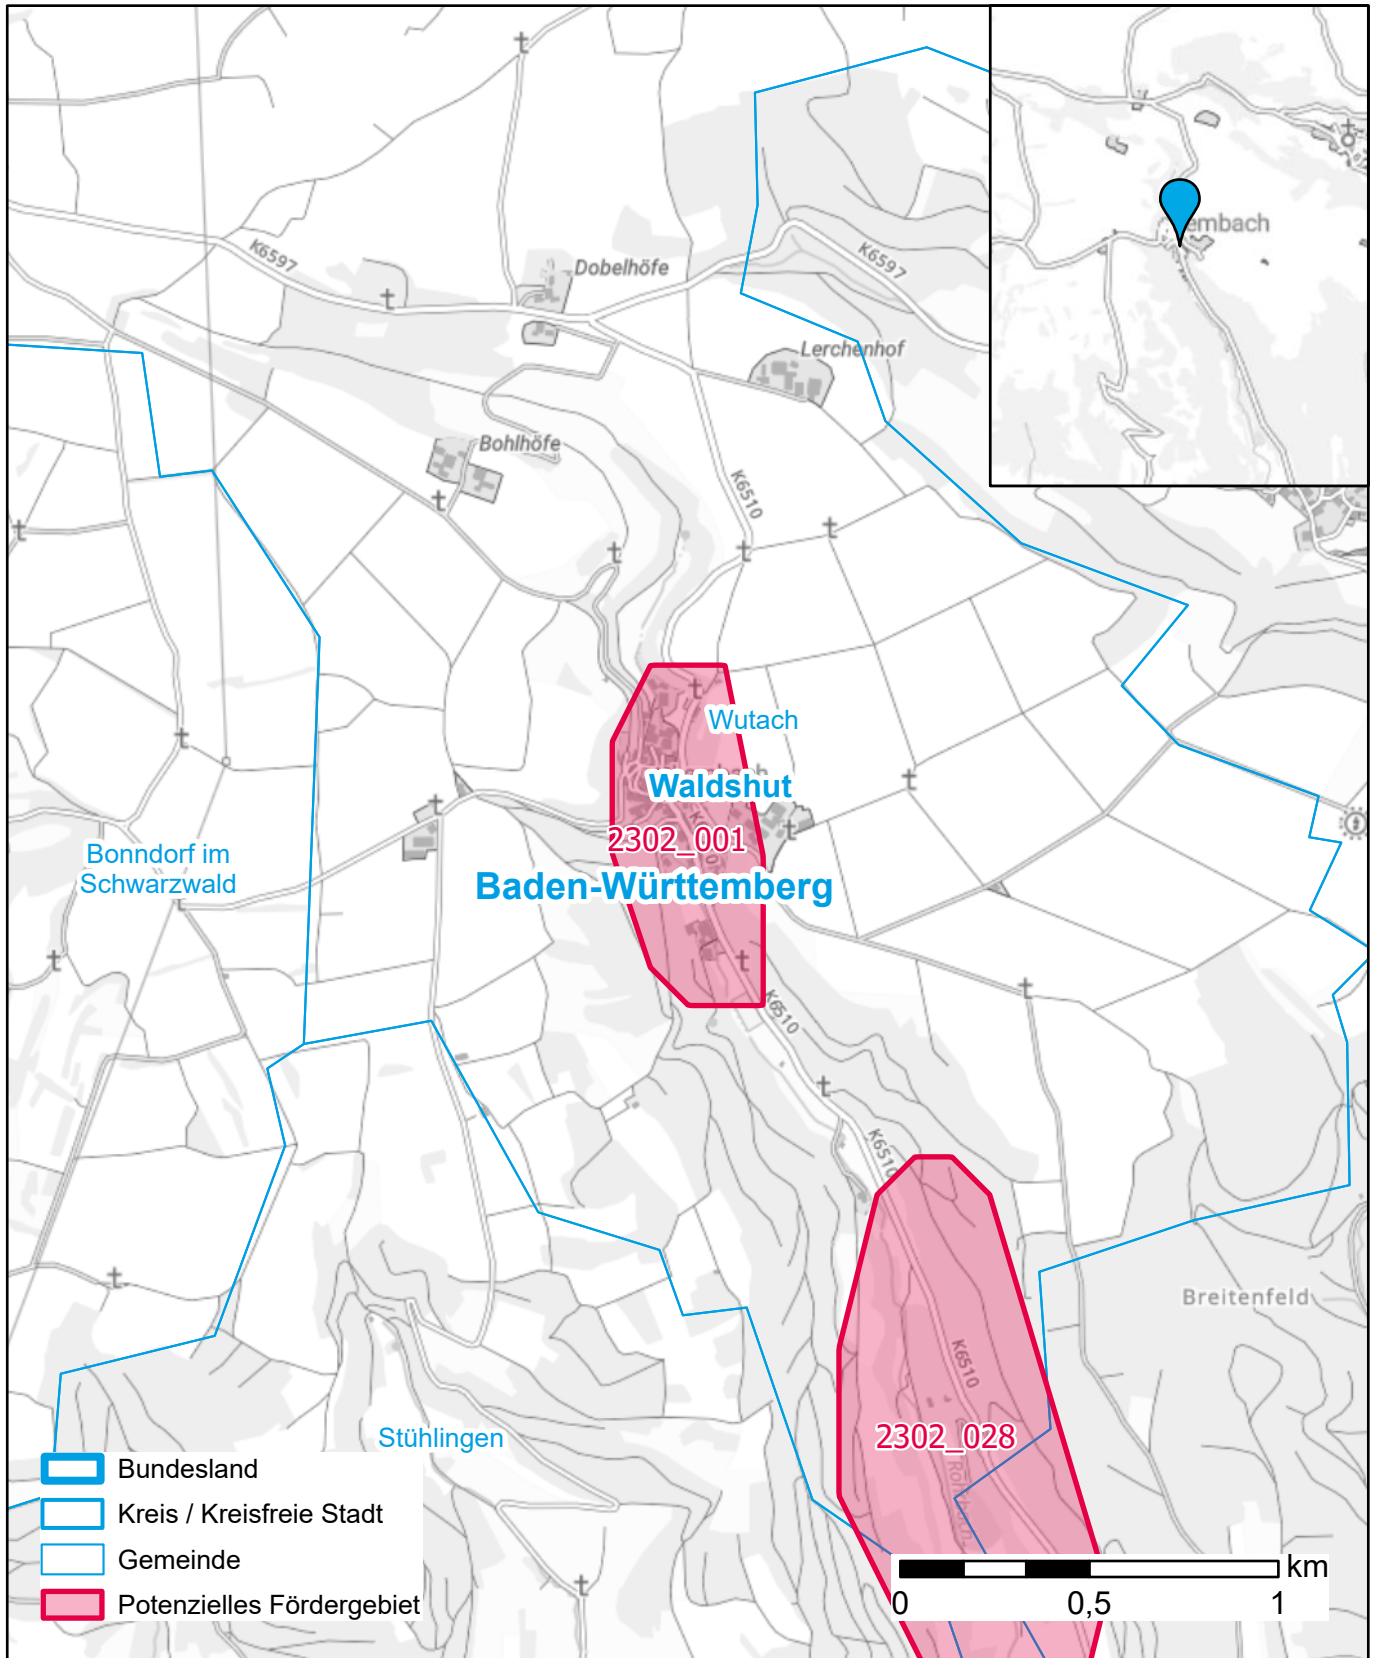 K6597
Dobelhöfe
K6597
Lerchenhof
Bohlhöfe
K6510
Wutach
Waldshut
2302_001
Bonndorf im
Schwarzwald
Baden-Württemberg
K6510
K6510
Breitenfeld
K6510
2302_028
Stühlingen
Bundesland
Kreis / Kreisfreie Stadt
Gemeinde
Potenzielles Fördergebiet
km
0
0,5
1